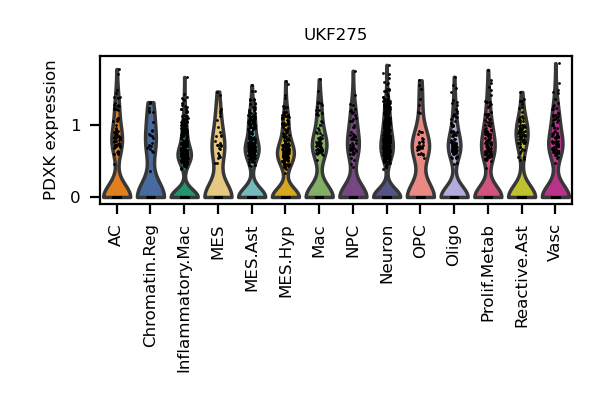 UKF275
PDXK expression
1
0
AC
Chromatin.Reg
Inflammatory.Mac
MES
MES.Ast
MES.Hyp
Mac
NPC
Neuron
OPC
Oligo
Prolif.Metab
Reactive.Ast
Vasc